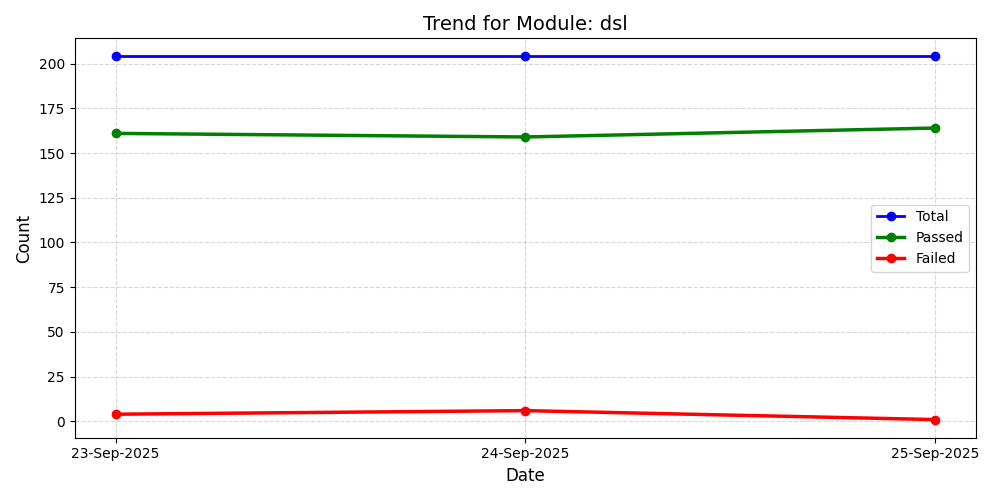 Trend for Module: dsl
Count
200
175
150
125
100
75
50
25
0
Total
Passed
Failed
23-Sep-2025
24-Sep-2025
25-Sep-2025
Date